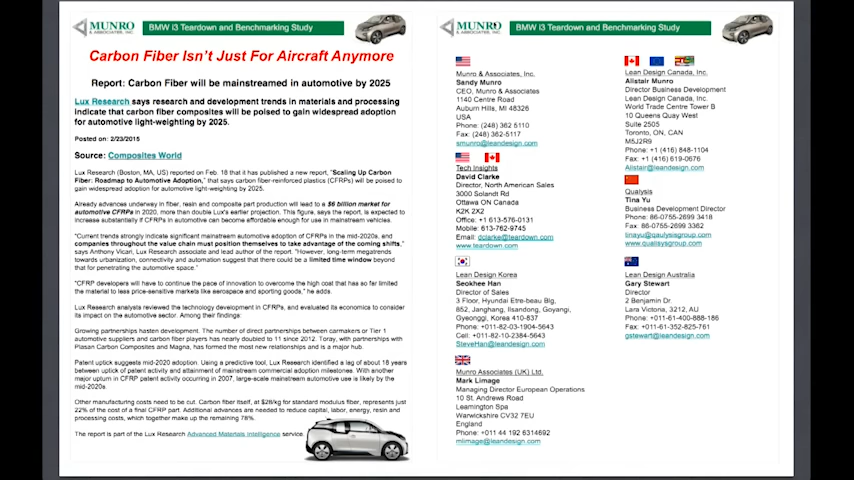 MUNRO
& ASSOCIATES, INC.
BMW i3 Teardown and Benchmarking Study
Carbon Fiber Isn't Just For Aircraft Anymore
Report: Carbon Fiber will be mainstreamed in automotive by 2025
Lux Research says research and development trends in materials and processing
indicate that carbon fiber composites will be poised to gain widespread adoption
for automotive light-weighting by 2025.
Posted on: 2/23/2015
Source: Composites World
Lux Research (Boston, MA, US) reported on Feb. 18 that it has published a new report, "Scaling Up Carbon
Fiber: Roadmap to Automotive Adoption," that says carbon fiber-reinforced plastics (CFRPs) will be poised to
gain widespread adoption for automotive light-weighting by 2025.
Already advances underway in fiber, resin and composite part production will lead to a $6 billion market for
automotive CFRPs in 2020, more than double Lux's earlier projection. This figure, says the report, is expected to
increase substantially if CFRPs in automotive can become affordable enough for use in mainstream vehicles.
"Current trends strongly indicate significant mainstream automotive adoption of CFRPs in the mid-2020s, and
companies throughout the value chain must position themselves to take advantage of the coming shifts,"
says Anthony Vicari, Lux Research associate and lead author of the report. "However, long-term megatrends
towards urbanization, connectivity and automation suggest that there could be a limited time window beyond
that for penetrating the automotive space."
"CFRP developers will have to continue the pace of innovation to overcome the high cost that has so far limited
the material to less price-sensitive markets like aerospace and sporting goods," he adds.
Lux Research analysts reviewed the technology development in CFRPs, and evaluated its economics to consider
its impact on the automotive sector. Among their findings:
Growing partnerships hasten development. The number of direct partnerships between carmakers or Tier 1
automotive suppliers and carbon fiber players has nearly doubled to 11 since 2012. Toray, with partnerships with
Plasan Carbon Composites and Magna, has formed the most new relationships and is a major hub.
Patent uptick suggests mid-2020 adoption. Using a predictive tool, Lux Research identified a lag of about 18 years
between uptick of patent activity and attainment of mainstream commercial adoption milestones. With another
major upturn in CFRP patent activity occurring in 2007, large-scale mainstream automotive use is likely by the
mid-2020s.
Other manufacturing costs need to be cut. Carbon fiber itself, at $28/kg for standard modulus fiber, represents just
22% of the cost of a final CFRP part. Additional advances are needed to reduce capital, labor, energy, resin and
processing costs, which together make up the remaining 78%.
The report is part of the Lux Research Advanced Materials Intelligence service.
MUNRO
& ASSOCIATES, INC.
BMW i3 Teardown and Benchmarking Study
Munro & Associates, Inc.
Sandy Munro
CEO, Munro & Associates
1140 Centre Road
Auburn Hills, MI 48326
USA
Phone: (248) 362 5110
Fax: (248) 362-5117
smunro@leandesign.com
Tech Insights
David Clarke
Director, North American Sales
3000 Solandt Rd
Ottawa ON Canada
K2K 2X2
Office: +1 613-576-0131
Mobile: 613-762-9745
Email: dclarke@teardown.com
www.teardown.com
Lean Design Korea
Seokhee Han
Director of Sales
3 Floor, Hyundai Etre-beau Blg,
852, Janghang, Ilsandong, Goyangi,
Gyeonggi, Korea 410-837
Phone: +011-82-03-1904-5643
Cell: +011-82-10-2384-5643
SteveHan@leandesign.com
Munro Associates (UK) Ltd.
Mark Limage
Managing Director European Operations
10 St. Andrews Road
Leamington Spa
Warwickshire CV32 7EU
England
Phone: +011 44 192 6314692
mlimage@leandesign.com
Lean Design Canada, Inc.
Alistair Munro
Director Business Development
Lean Design Canada, Inc.
World Trade Centre Tower B
10 Queens Quay West
Suite 2505
Toronto, ON, CAN
M5J2R9
Phone: +1 (416) 848-1104
Fax: +1 (416) 619-0676
Alistair@leandesign.com
Qualysis
Tina Yu
Business Development Director
Phone: 86-0755-2699 3418
Fax: 86-0755-2699 3362
tinayu@qaulysisgroup.com
www.qualisysgroup.com
Lean Design Australia
Gary Stewart
Director
2 Benjamin Dr.
Lara Victoria, 3212, AU
Phone: +011-61-400-888-186
Fax: +011-61-352-825-761
gstewart@leandesign.com